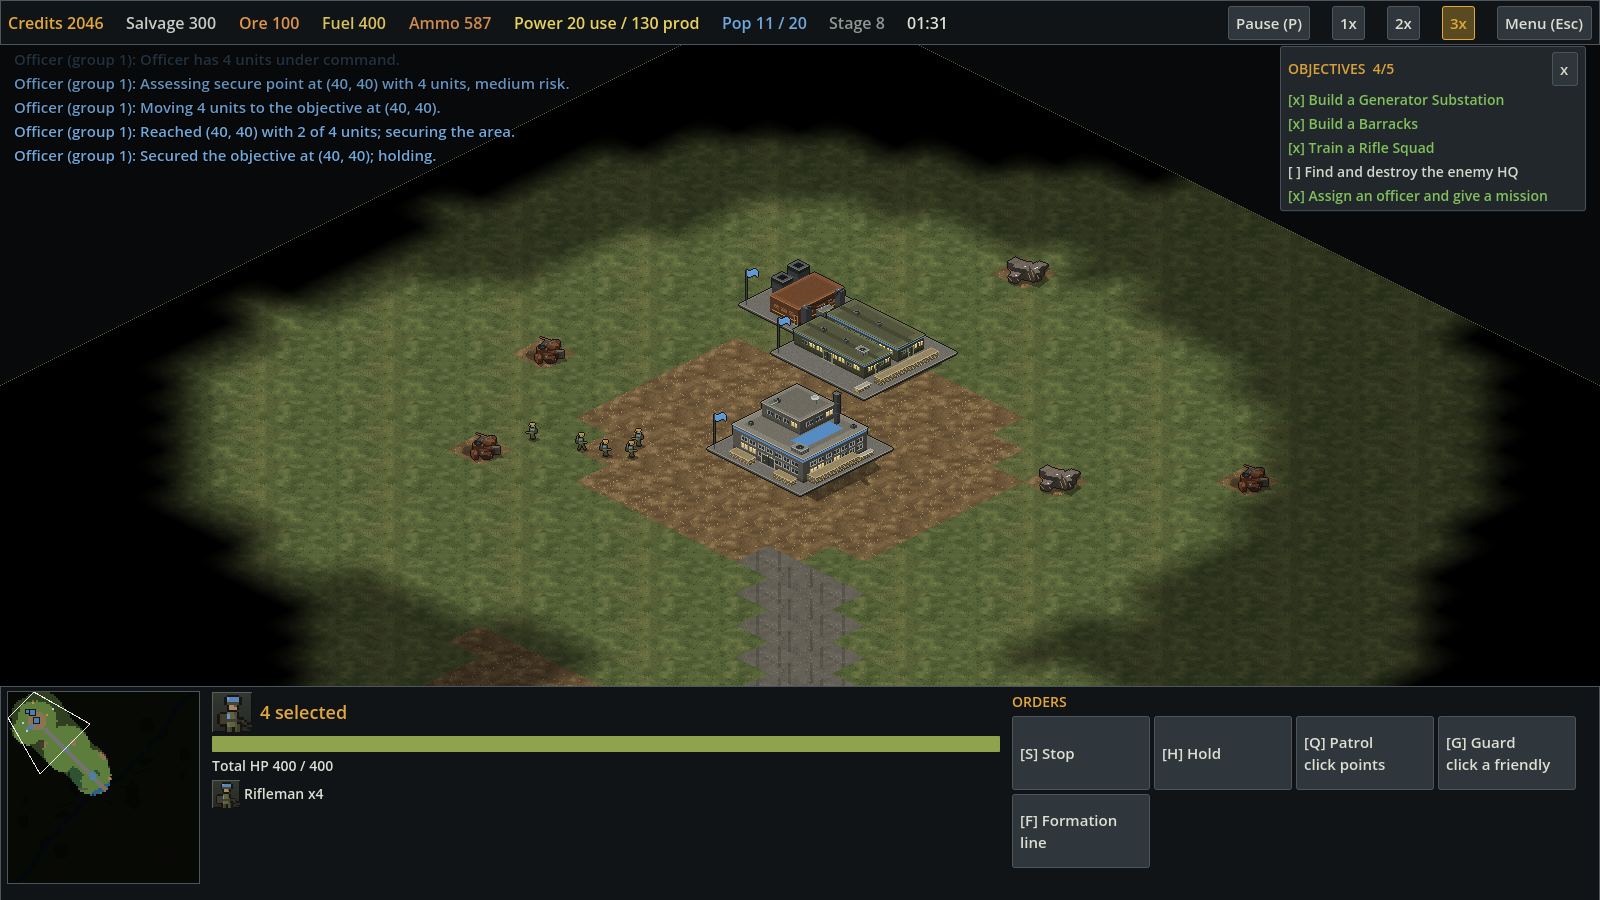 Credits 2046 Salvage 300 Ore 100 Fuel 400 Ammo 587 Power 20 use / 130 prod Pop 11 / 20 Stage 8 01:31 Pause (P) 1x 2x 3x Menu (Esc)
Officer (group 1): Officer has 4 units under command.
Officer (group 1): Assessing secure point at (40, 40) with 4 units, medium risk.
Officer (group 1): Moving 4 units to the objective at (40, 40).
Officer (group 1): Reached (40, 40) with 2 of 4 units; securing the area.
Officer (group 1): Secured the objective at (40, 40); holding.
OBJECTIVES 4/5 x
[x] Build a Generator Substation
[x] Build a Barracks
[x] Train a Rifle Squad
[ ] Find and destroy the enemy HQ
[x] Assign an officer and give a mission
4 selected
Total HP 400 / 400
Rifleman x4
ORDERS
[S] Stop
[H] Hold
[Q] Patrol
click points
[G] Guard
click a friendly
[F] Formation
line